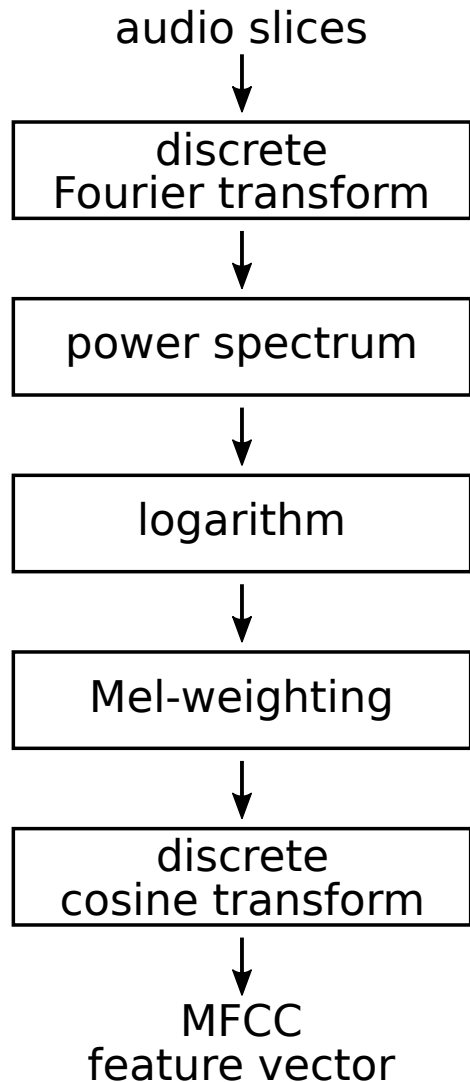 audio slices
discrete
Fourier transform
power spectrum
logarithm
Mel-weighting
discrete
cosine transform
MFCC
feature vector